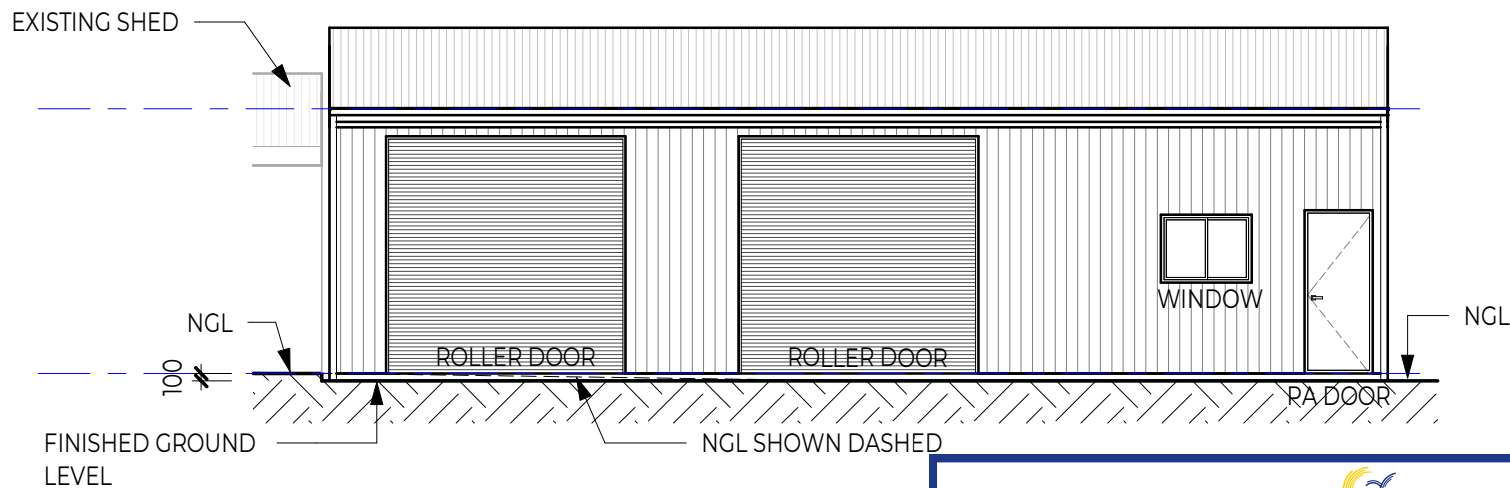 EXISTING SHED
WINDOW
NGL
NGL
ROLLER DOOR
ROLLER DOOR
100
PA DOOR
FINISHED GROUND
LEVEL
NGL SHOWN DASHED